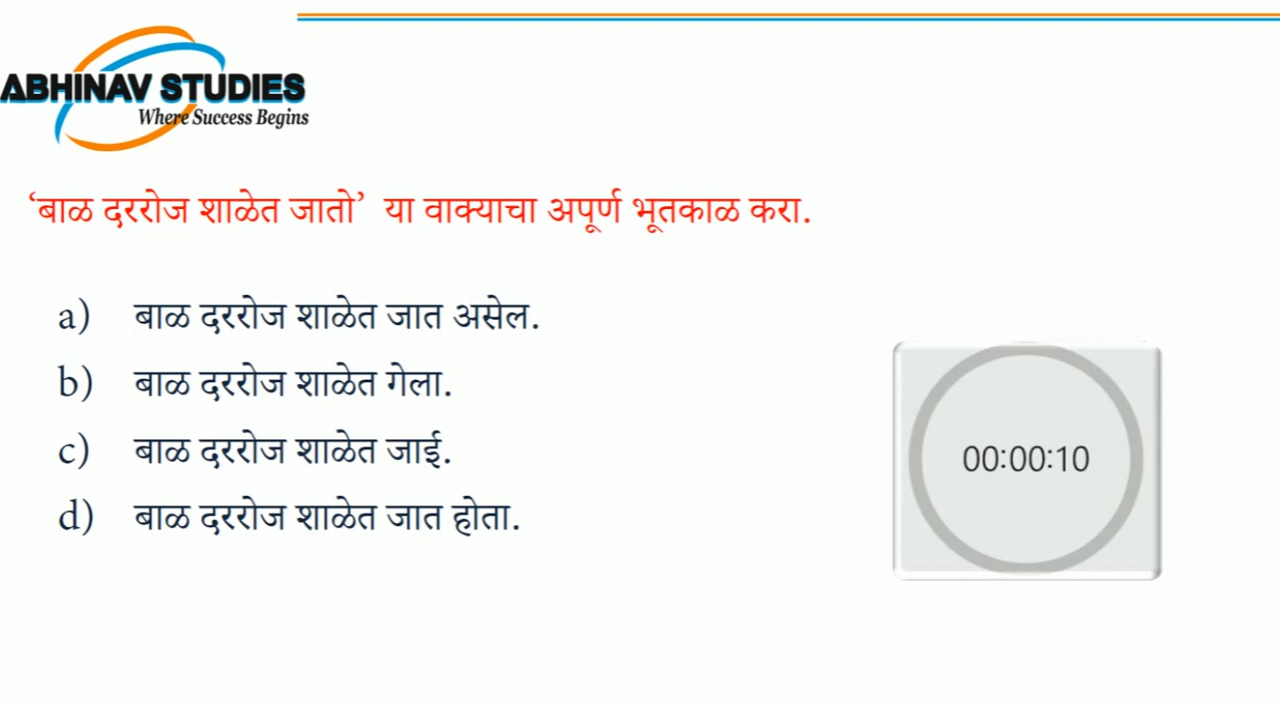 ABHINAV STUDIES
Where Success Begins
‘बाळ दररोज शाळेत जातो’ या वाक्याचा अपूर्ण भूतकाळ करा.
a) बाळ दररोज शाळेत जात असेल.
b) बाळ दररोज शाळेत गेला.
c) बाळ दररोज शाळेत जाई.
d) बाळ दररोज शाळेत जात होता.
00:00:10